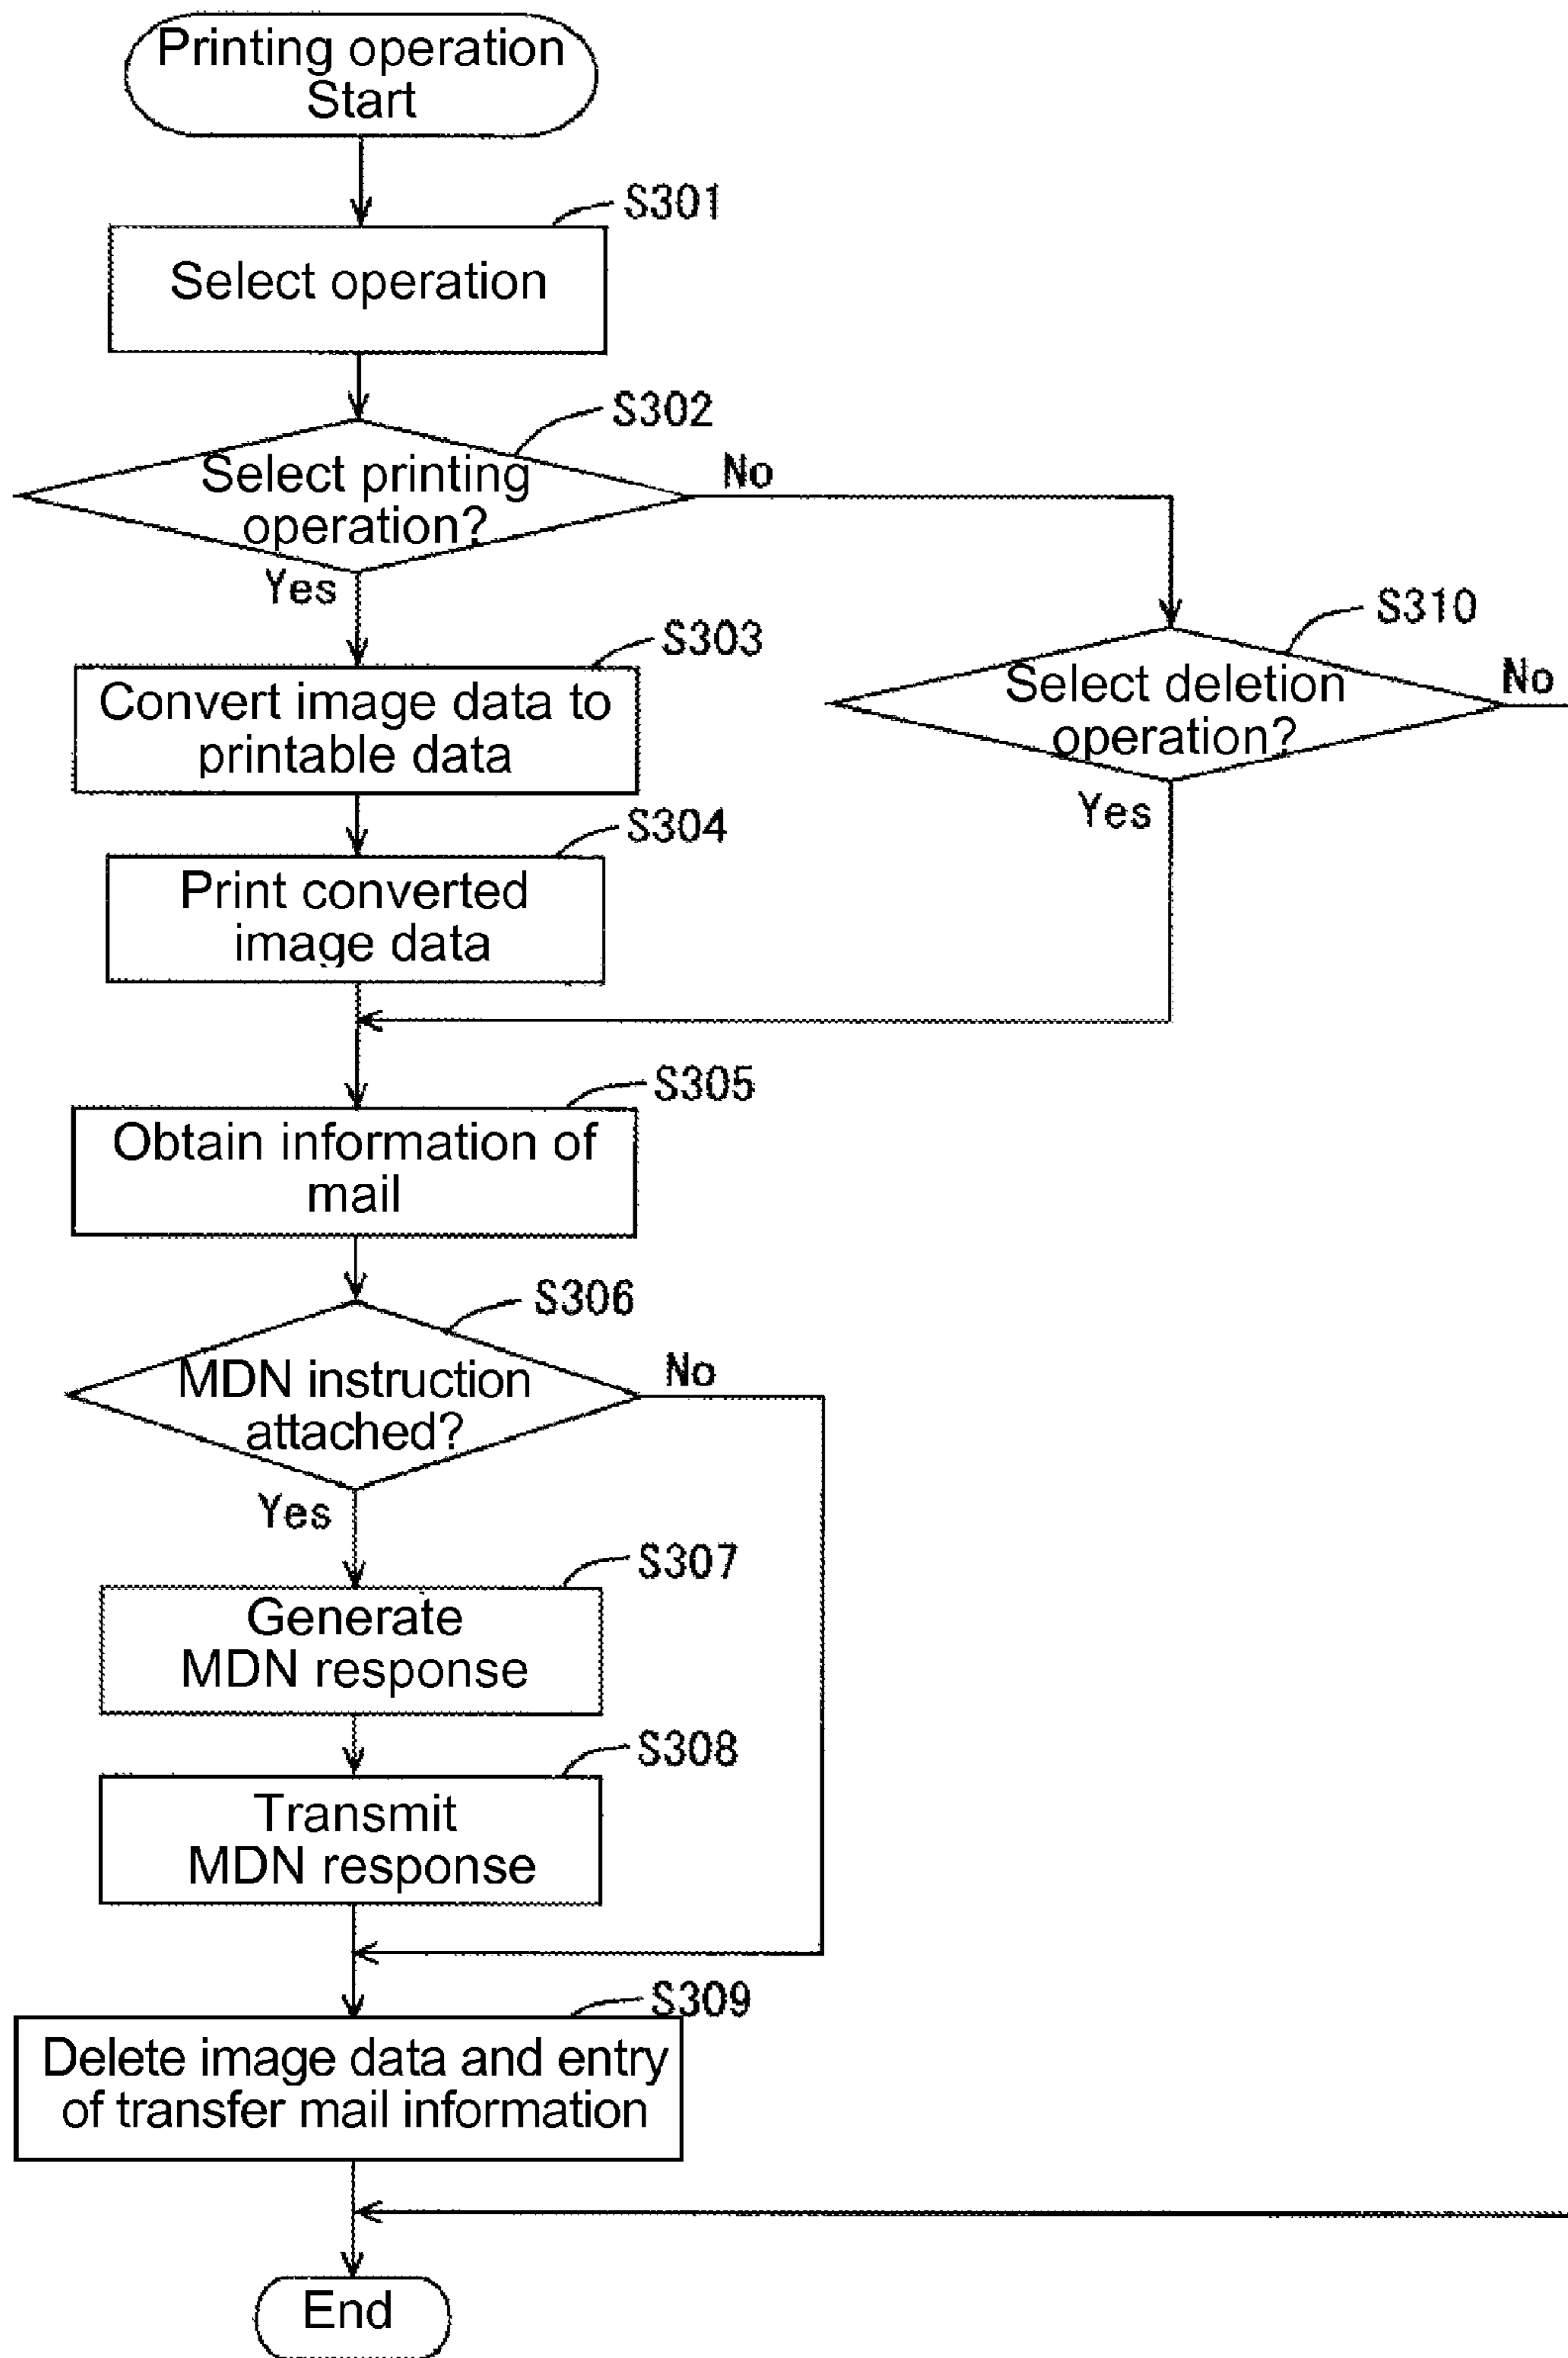 Printing operation
Start
S301
Select operation
S302
Select printing
operation?
No
Yes
S310
Select deletion
operation?
No
Yes
S303
Convert image data to
printable data
S304
Print converted
image data
S305
Obtain information of
mail
S306
MDN instruction
attached?
No
Yes
S307
Generate
MDN response
S308
Transmit
MDN response
S309
Delete image data and entry
of transfer mail information
End